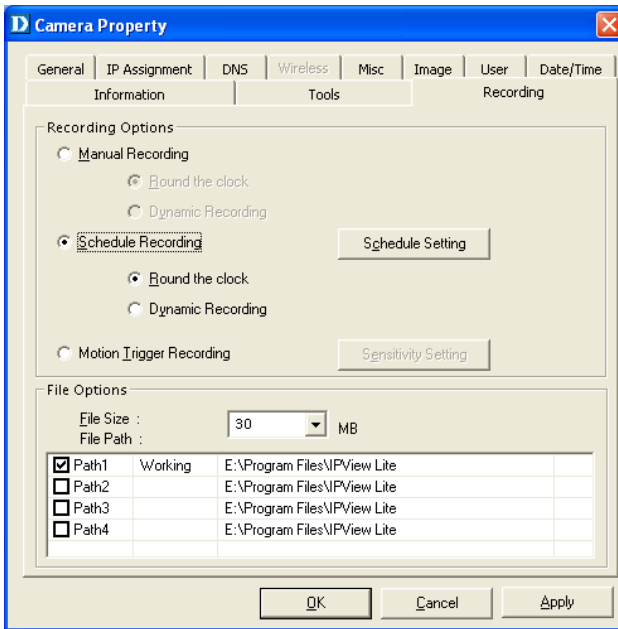 D Camera Property
General IP Assignment DNS Wireless Misc Image User Date/Time
Information Tools Recording
Recording Options
Manual Recording
Round the clock
Dynamic Recording
Schedule Recording Schedule Setting
Round the clock
Dynamic Recording
Motion Trigger Recording Sensitivity Setting
File Options
File Size : 30 MB
File Path :
Path1 Working E:\Program Files\IPView Lite
Path2 E:\Program Files\IPView Lite
Path3 E:\Program Files\IPView Lite
Path4 E:\Program Files\IPView Lite
OK Cancel Apply